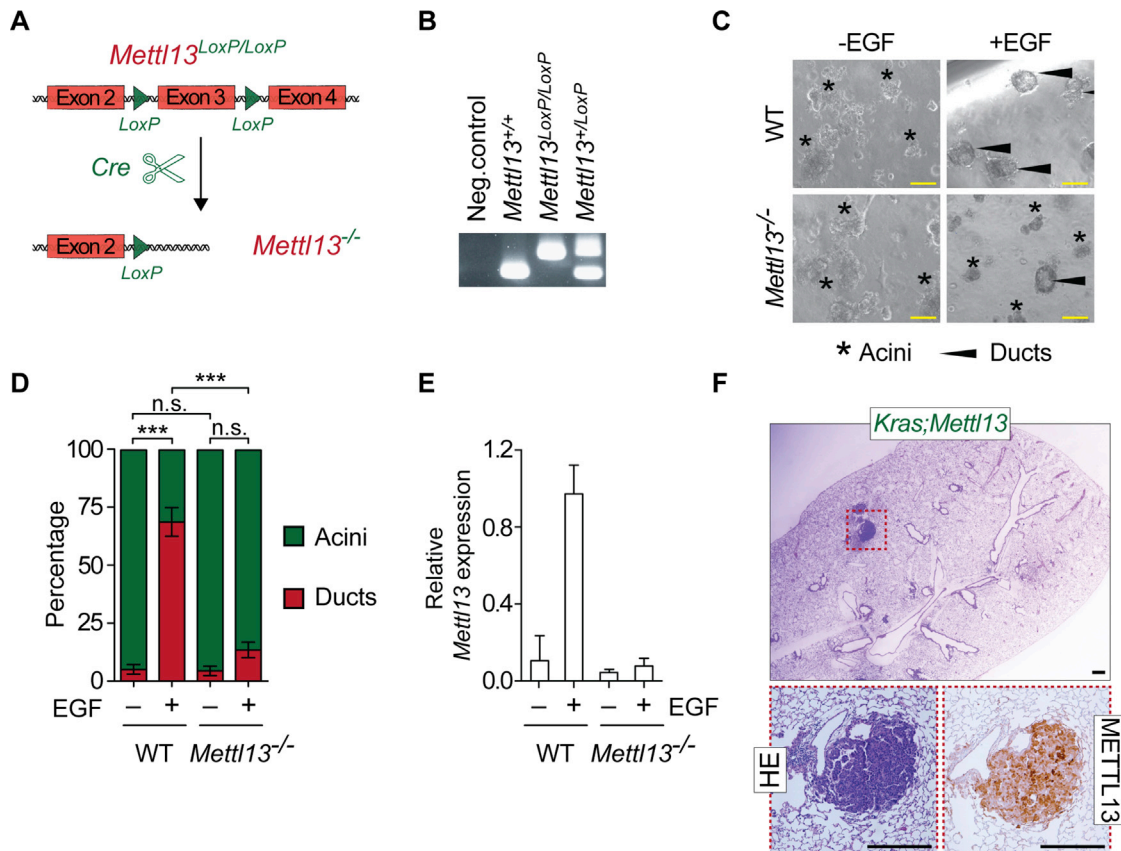 A
Mettl13LoxP/LoxP
Exon 2
Exon 3
Exon 4
LoxP
LoxP
Cre
Exon 2
LoxP
Mettl13-/-
B
Neg.control
Mettl13+/+
Mettl13LoxP/LoxP
Mettl13+/LoxP
C
-EGF
+EGF
WT
Mettl13-/-
* Acini
Ducts
D
***
n.s.
***
n.s.
100
75
50
25
0
Percentage
Acini
Ducts
EGF
– + – +
WT
Mettl13-/-
E
1.2
0.8
0.4
0.0
Relative
Mettl13 expression
– + – + EGF
WT
Mettl13-/-
F
Kras;Mettl13
HE
METTL13